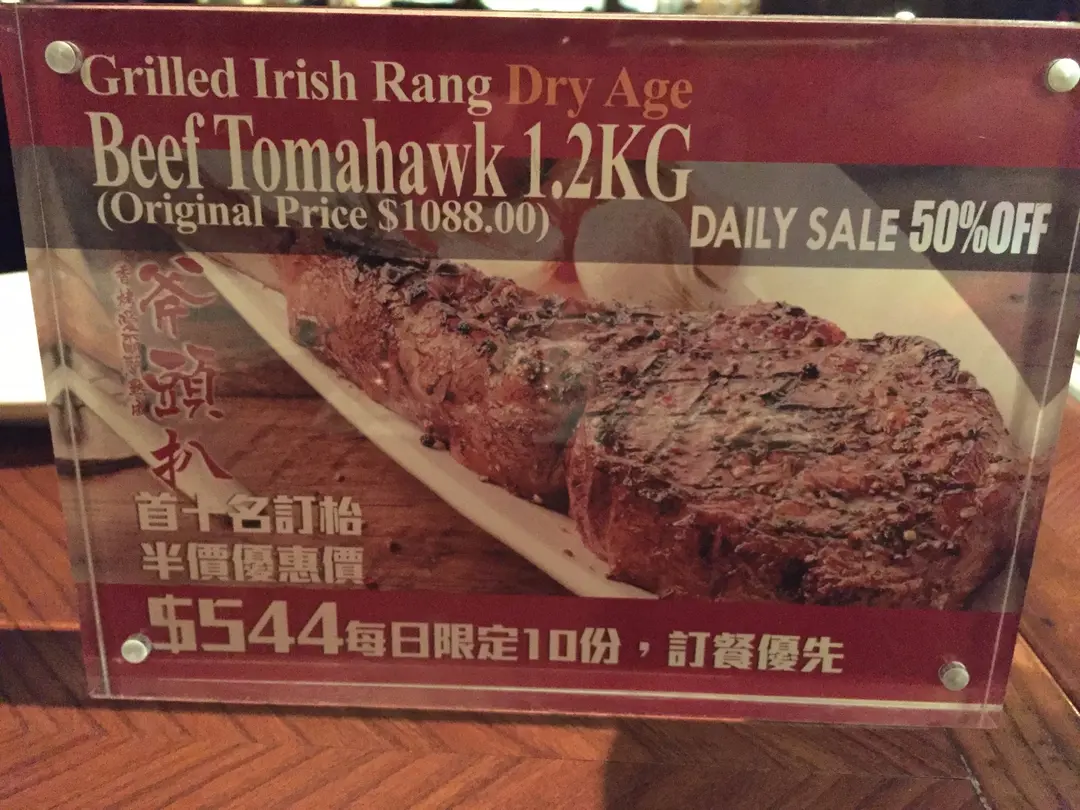 Grilled Irish Rang Dry Age
Beef Tomahawk 1.2KG
(Original Price $1088.00)
DAILY SALE 50%OFF
斧頭扒
首十名訂枱
半價優惠價
$544每日限定10份，訂餐優先